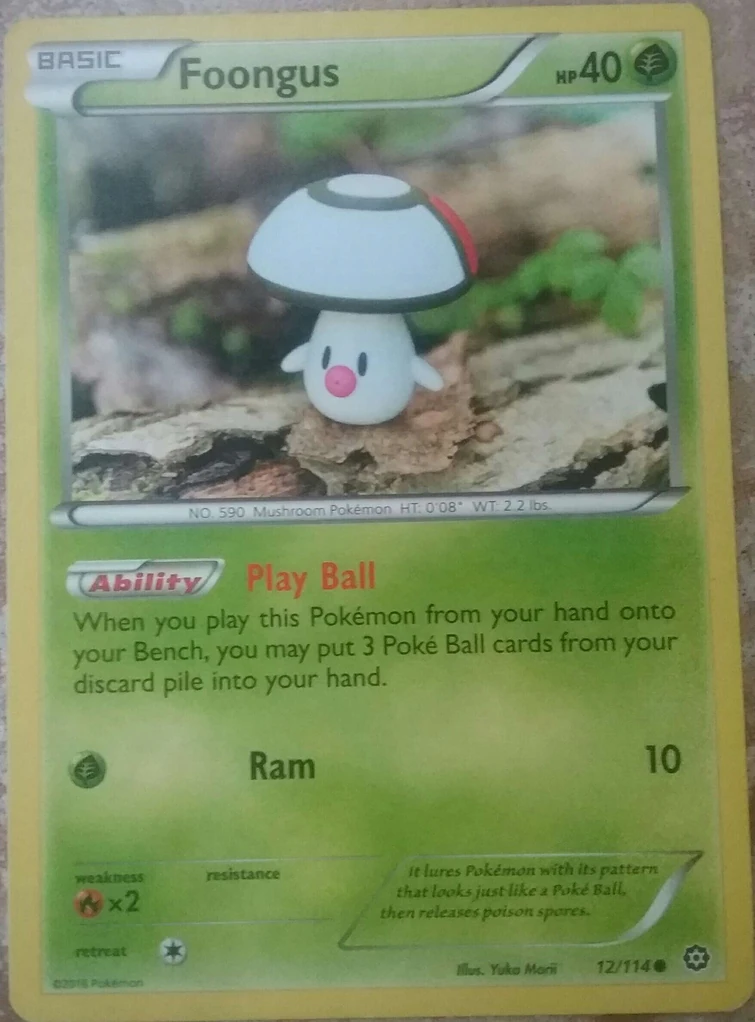 BASIC
Foongus
HP 40
NO. 590 Mushroom Pokémon HT: 0'08" WT: 2.2 lbs.
Ability Play Ball
When you play this Pokémon from your hand onto
your Bench, you may put 3 Poké Ball cards from your
discard pile into your hand.
Ram 10
weakness resistance
×2
It lures Pokémon with its pattern
that looks just like a Poké Ball,
then releases poison spores.
retreat
©2016 Pokémon
Illus. Yuka Morii 12/114